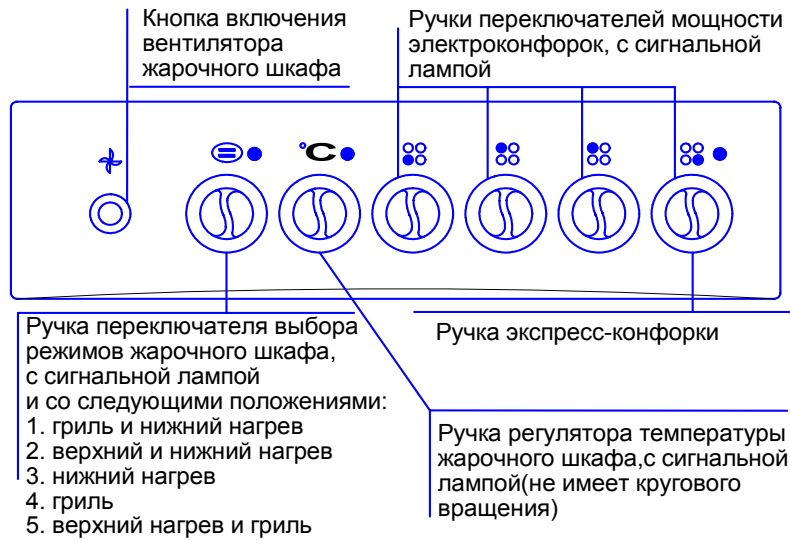 Кнопка включения
вентилятора
жарочного шкафа
Ручки переключателей мощности
электроконфорок, с сигнальной
лампой
°C
Ручка переключателя выбора
режимов жарочного шкафа,
с сигнальной лампой
и со следующими положениями:
1. гриль и нижний нагрев
2. верхний и нижний нагрев
3. нижний нагрев
4. гриль
5. верхний нагрев и гриль
Ручка экспресс-конфорки
Ручка регулятора температуры
жарочного шкафа,с сигнальной
лампой(не имеет кругового
вращения)